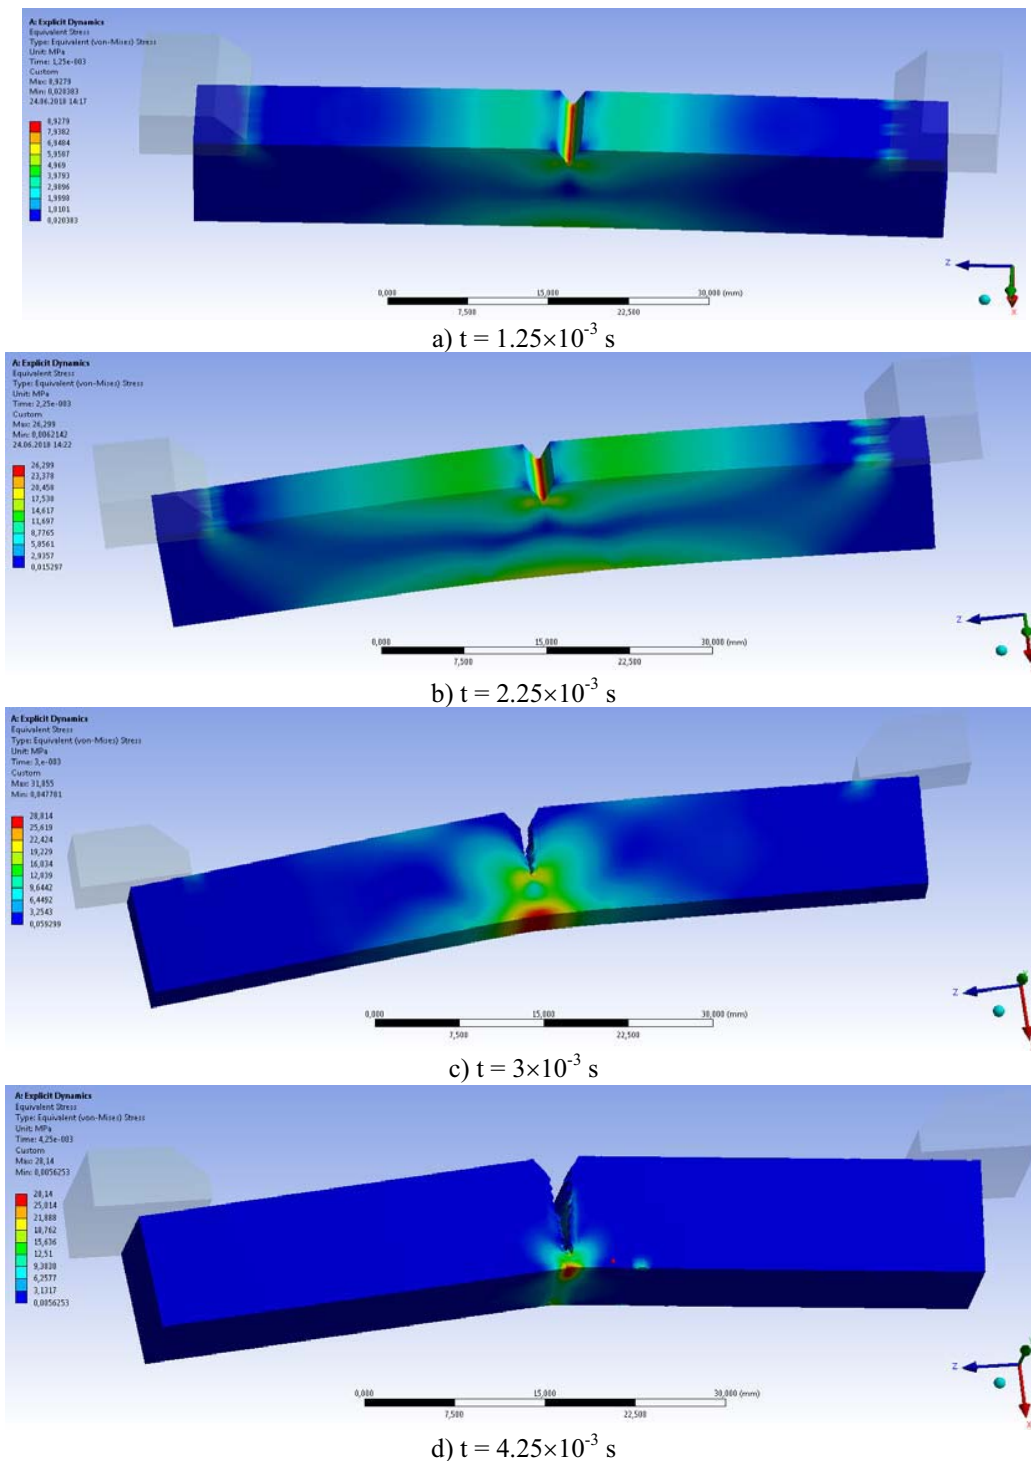 A: Explicit Dynamics
Equivalent Stress
Type: Equivalent (von-Mises) Stress
Unit: MPa
Time: 1,25e-003
Custom
Max: 8,9279
Min: 0,020303
24.06.2018 14:17
8,9279
7,9382
6,9484
5,9587
4,969
3,9793
2,9896
1,9998
1,0101
0,020303
0,000
15,000
30,000 (mm)
7,500
22,500
Z
X
a) t = 1.25×10⁻³ s
A: Explicit Dynamics
Equivalent Stress
Type: Equivalent (von-Mises) Stress
Unit: MPa
Time: 2,25e-003
Custom
Max: 26,299
Min: 0,0062142
24.06.2018 14:22
26,299
23,378
20,458
17,538
14,617
11,697
8,7765
5,8561
2,9357
0,015297
0,000
15,000
30,000 (mm)
7,500
22,500
Z
b) t = 2.25×10⁻³ s
A: Explicit Dynamics
Equivalent Stress
Type: Equivalent (von-Mises) Stress
Unit: MPa
Time: 3,e-003
Custom
Max: 31,855
Min: 0,047781
28,814
25,619
22,424
19,229
16,034
12,839
9,6442
6,4492
3,2543
0,059299
0,000
15,000
30,000 (mm)
7,500
22,500
Z
c) t = 3×10⁻³ s
A: Explicit Dynamics
Equivalent Stress
Type: Equivalent (von-Mises) Stress
Unit: MPa
Time: 4,25e-003
Custom
Max: 28,14
Min: 0,0056253
28,14
25,014
21,888
18,762
15,636
12,51
9,3838
6,2577
3,1317
0,0056253
0,000
15,000
30,000 (mm)
7,500
22,500
Z
X
d) t = 4.25×10⁻³ s